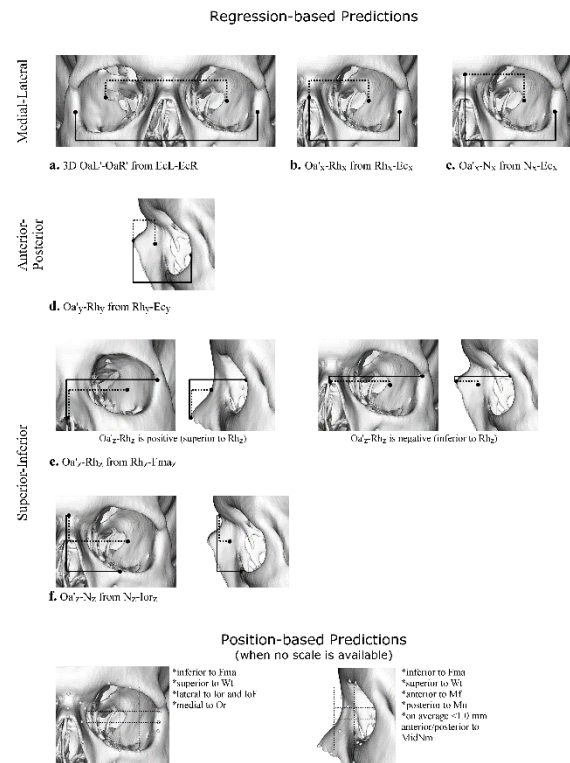 Regression-based Predictions
Medial-Lateral
a. 3D OaL'-OaR' from EcL-EcR
b. Oa'x-Rhx from Rhx-Ecx
c. Oa'x-Nx from Nx-Ecx
Anterior-
Posterior
d. Oa'y-Rhy from Rhy-Ecy
Superior-Inferior
Oa'z-Rhz is positive (superior to Rhz)
Oa'z-Rhz is negative (inferior to Rhz)
e. Oa'z-Rhz from Rhz-Fmaz
f. Oa'z-Nz from Nz-Iorz
Position-based Predictions
(when no scale is available)
*inferior to Fma
*superior to Wt
*lateral to Ior and IoF
*medial to Or
*inferior to Fma
*superior to Wt
*anterior to Mf
*posterior to Mn
*on average <1.0 mm
anterior/posterior to
MidNm